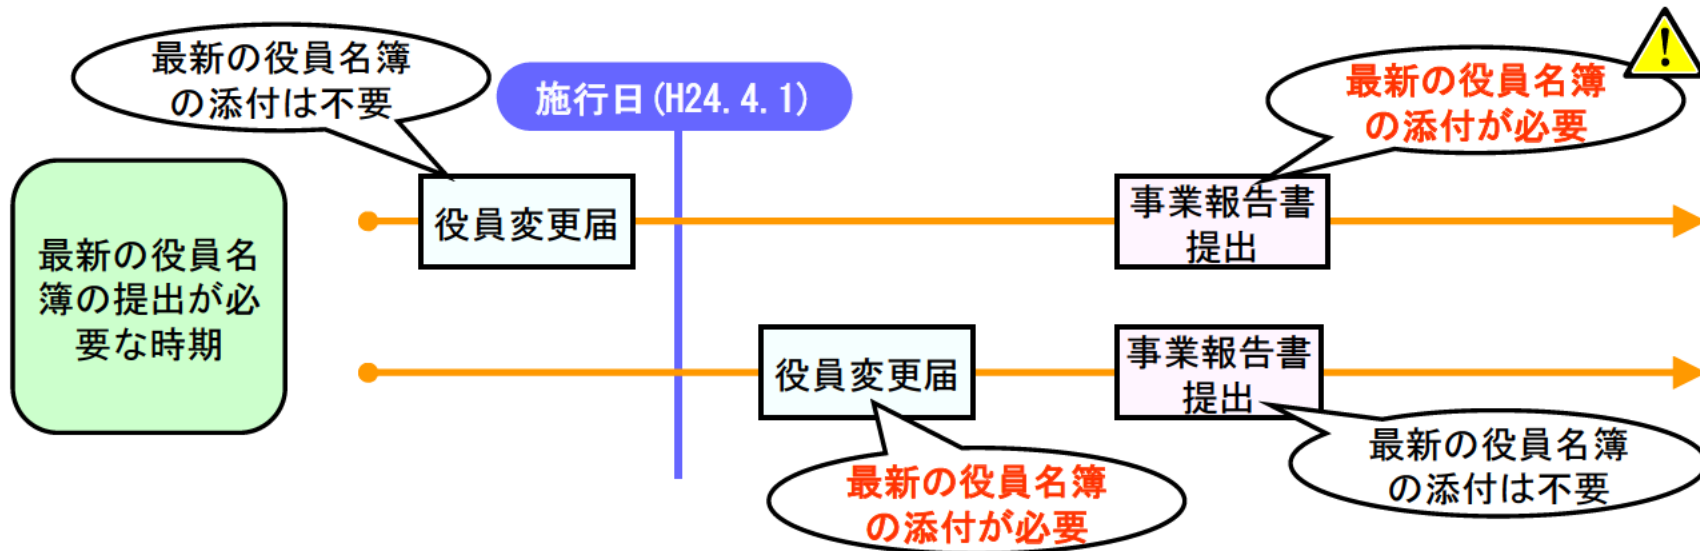 最新の役員名簿
の添付は不要
施行日(H24.4.1)
最新の役員名簿
の添付が必要
最新の役員名
簿の提出が必
要な時期
役員変更届
事業報告書
提出
役員変更届
事業報告書
提出
最新の役員名簿
の添付が必要
最新の役員名簿
の添付は不要